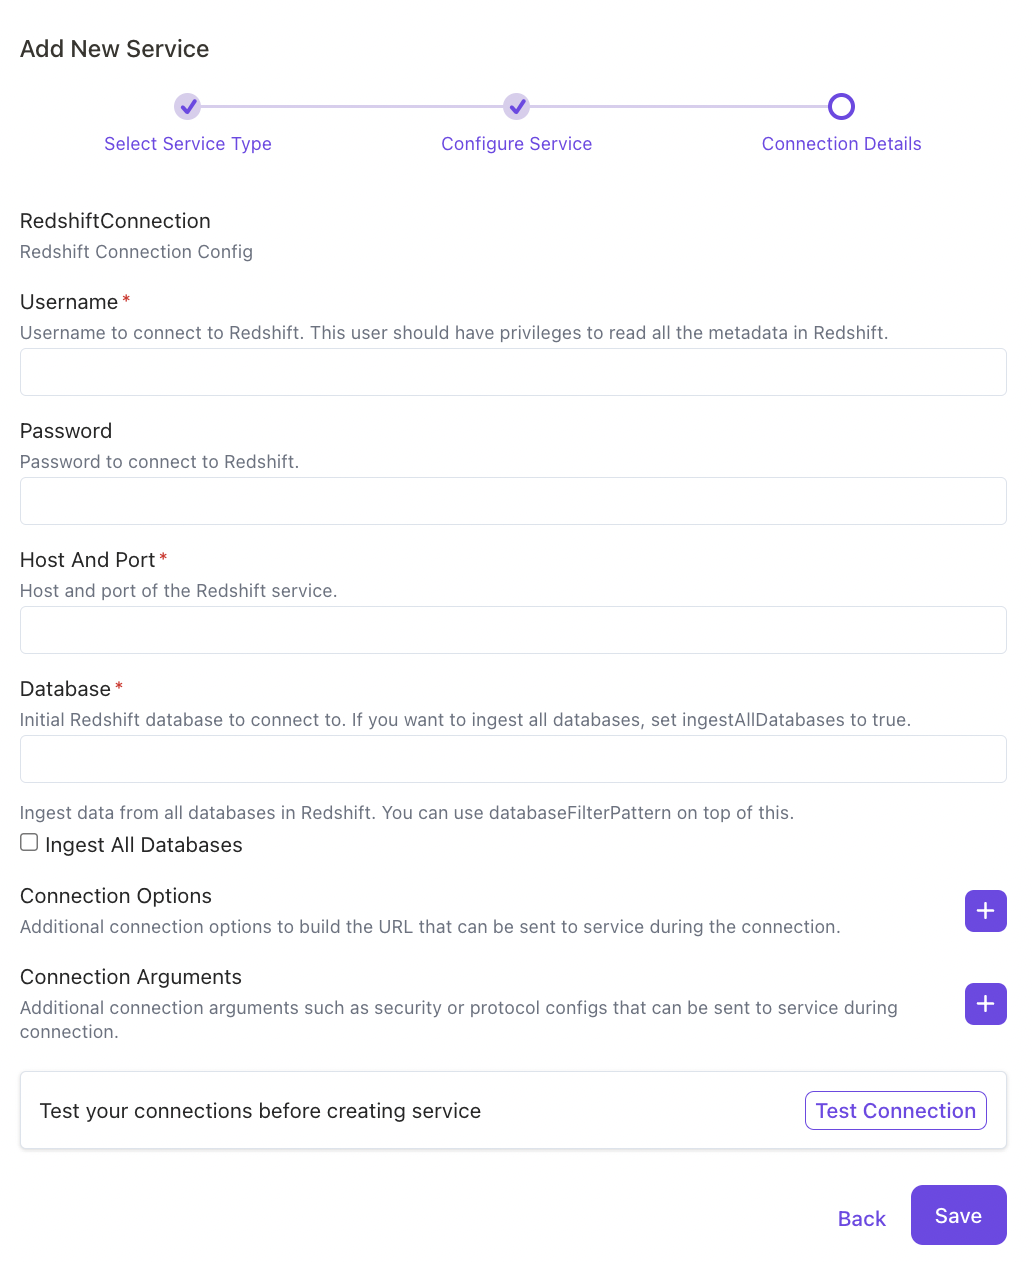 Add New Service
Select Service Type
Configure Service
Connection Details
RedshiftConnection
Redshift Connection Config
Username*
Username to connect to Redshift. This user should have privileges to read all the metadata in Redshift.
Password
Password to connect to Redshift.
Host And Port*
Host and port of the Redshift service.
Database*
Initial Redshift database to connect to. If you want to ingest all databases, set ingestAllDatabases to true.
Ingest data from all databases in Redshift. You can use databaseFilterPattern on top of this.
Ingest All Databases
Connection Options
Additional connection options to build the URL that can be sent to service during the connection.
Connection Arguments
Additional connection arguments such as security or protocol configs that can be sent to service during
connection.
Test your connections before creating service
Test Connection
Back
Save